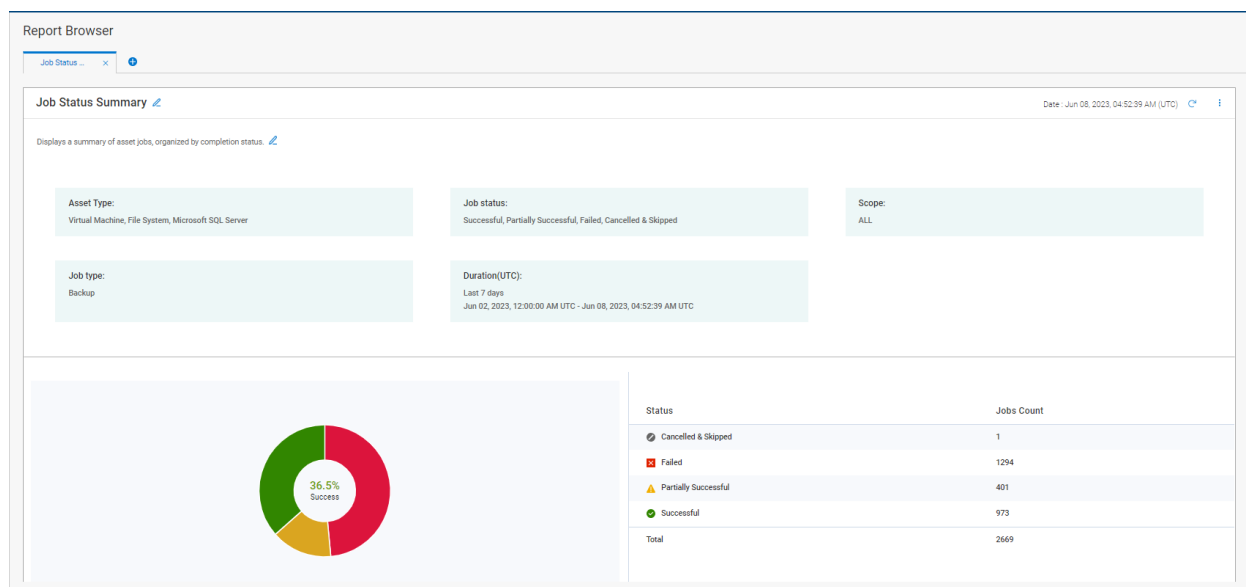 Report Browser
Job Status ...
Job Status Summary
Date : Jun 08, 2023, 04:52:39 AM (UTC)
Displays a summary of asset jobs, organized by completion status.
Asset Type:
Virtual Machine, File System, Microsoft SQL Server
Job status:
Successful, Partially Successful, Failed, Cancelled & Skipped
Scope:
ALL
Job type:
Backup
Duration(UTC):
Last 7 days
Jun 02, 2023, 12:00:00 AM UTC - Jun 08, 2023, 04:52:39 AM UTC
36.5%
Success
Status Jobs Count
Cancelled & Skipped 1
Failed 1294
Partially Successful 401
Successful 973
Total 2669